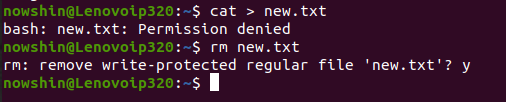 nowshin@Lenovoip320:~$ cat > new.txt
bash: new.txt: Permission denied
nowshin@Lenovoip320:~$ rm new.txt
rm: remove write-protected regular file 'new.txt'? y
nowshin@Lenovoip320:~$